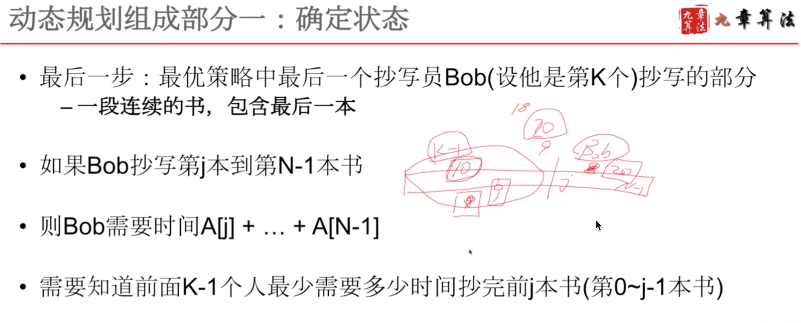 动态规划组成部分一：确定状态
九章算法
九章算法
• 最后一步：最优策略中最后一个抄写员Bob(设他是第K个)抄写的部分
– 一段连续的书，包含最后一本
18
20
9
K-1
Bob
10
20
• 如果Bob抄写第j本到第N-1本书
j
N-1
9
• 则Bob需要时间A[j] + … + A[N-1]
• 需要知道前面K-1个人最少需要多少时间抄完前j本书(第0~j-1本书)